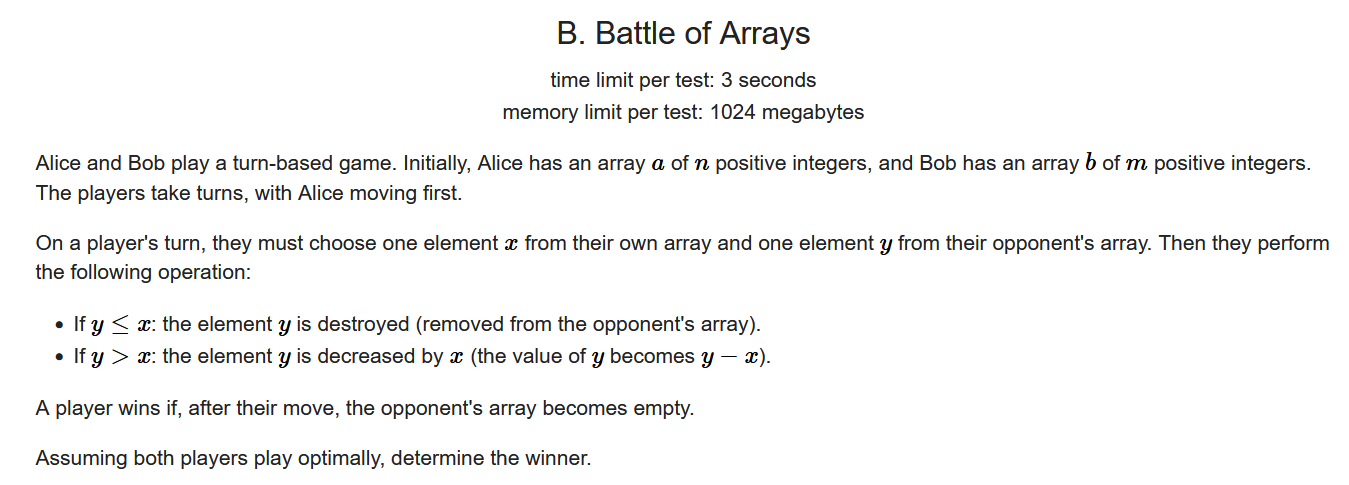 B. Battle of Arrays
time limit per test: 3 seconds
memory limit per test: 1024 megabytes
Alice and Bob play a turn-based game. Initially, Alice has an array a of n positive integers, and Bob has an array b of m positive integers.
The players take turns, with Alice moving first.
On a player's turn, they must choose one element x from their own array and one element y from their opponent's array. Then they perform
the following operation:
• If y ≤ x: the element y is destroyed (removed from the opponent's array).
• If y > x: the element y is decreased by x (the value of y becomes y − x).
A player wins if, after their move, the opponent's array becomes empty.
Assuming both players play optimally, determine the winner.